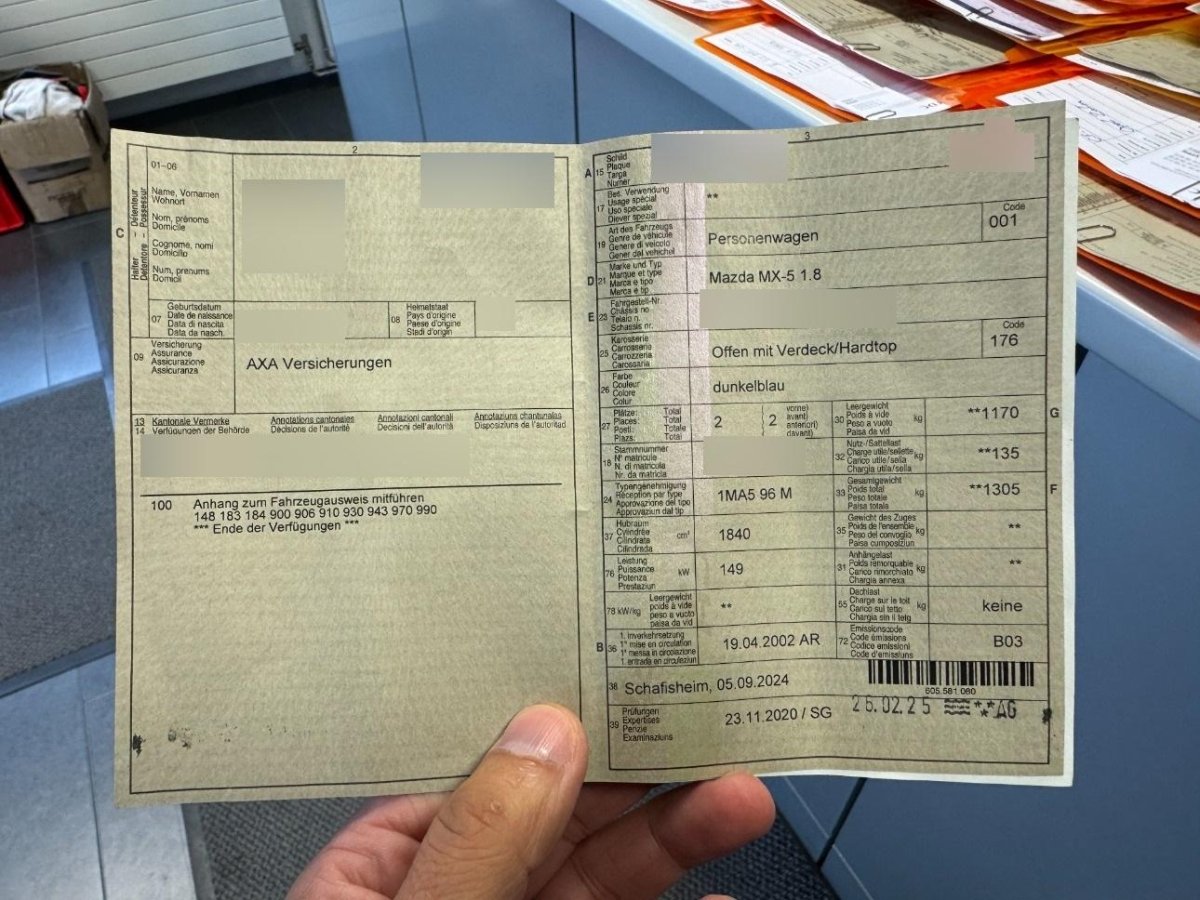 2
C
Halter – Détenteur
Detentore – Possessur
01-06
Name, Vornamen
Wohnort
Nom, prénoms
Domicile
Cognome, nomi
Domicilio
Num, prenums
Domicil
07
Geburtsdatum
Date de naissance
Data di nascita
Data da nasch.
08
Heimatstaat
Pays d'origine
Paese d'origine
Stadi d'origin
09
Versicherung
Assurance
Assicurazione
Assicuranza
AXA Versicherungen
13 Kantonale Vermerke Annotations cantonales Annotazioni cantonali Annotaziuns chantunalas
14 Verfügungen der Behörde Décisions de l'autorité Decisioni dell'autorità Disposiziuns da l'autoritad
100 Anhang zum Fahrzeugausweis mitführen
148 183 184 900 906 910 930 943 970 990
*** Ende der Verfügungen ***
3
A 15
Schild
Plaque
Targa
Numer
17
Bes. Verwendung
Usage spécial
Uso speciale
Diever spezial
**
19
Art des Fahrzeugs
Genre de véhicule
Genere di veicolo
Gener dal vehichel
Personenwagen
Code
001
D 21
Marke und Typ
Marque et type
Marca e tipo
Marca e tip
Mazda MX-5 1.8
E 23
Fahrgestell-Nr.
Châssis no
Telaio n.
Schassis nr.
25
Karosserie
Carrosserie
Carrozzeria
Carossaria
Offen mit Verdeck/Hardtop
Code
176
26
Farbe
Couleur
Colore
Colur
dunkelblau
27
Plätze: Total
Places: Total
Posti: Totale
Plazs: Total
2
2
vorne)
avant)
anteriori)
davant)
30
Leergewicht
Poids à vide
Peso a vuoto
Paisa da vid
kg
**1170
G
18
Stammnummer
N° matricule
N. di matricola
Nr. da matricla
32
Nutz-/Sattellast
Charge utile/sellette
Carico utile/sella
Chargia utila/sella
kg
**135
24
Typengenehmigung
Réception par type
Approvazione del tipo
Approvaziun dal tip
1MA5 96 M
33
Gesamtgewicht
Poids total
Peso totale
Paisa totala
kg
**1305
F
37
Hubraum
Cylindrée
Cilindrata
Cilindrada
cm³
1840
35
Gewicht des Zuges
Poids de l'ensemble
Peso del convoglio
Paisa cumposiziun
kg
**
76
Leistung
Puissance
Potenza
Prestaziun
kW
149
31
Anhängelast
Poids remorquable
Carico rimorchiato
Chargia annexa
kg
**
78 kW/kg
Leergewicht
poids à vide
peso a vuoto
paisa da vid
**
55
Dachlast
Charge sur le toit
Carico sul tetto
Chargia sin il tetg
kg
keine
B 36
1. Inverkehrsetzung
1re mise en circulation
1a messa in circolazione
1. entrada en circulaziun
19.04.2002 AR
72
Emissionscode
Code émissions
Codice emissioni
Code d'emissiuns
B03
38 Schafisheim, 05.09.2024
605.581.080
39
Prüfungen
Expertises
Perizie
Examinaziuns
23.11.2020 / SG
26.02.25
AG